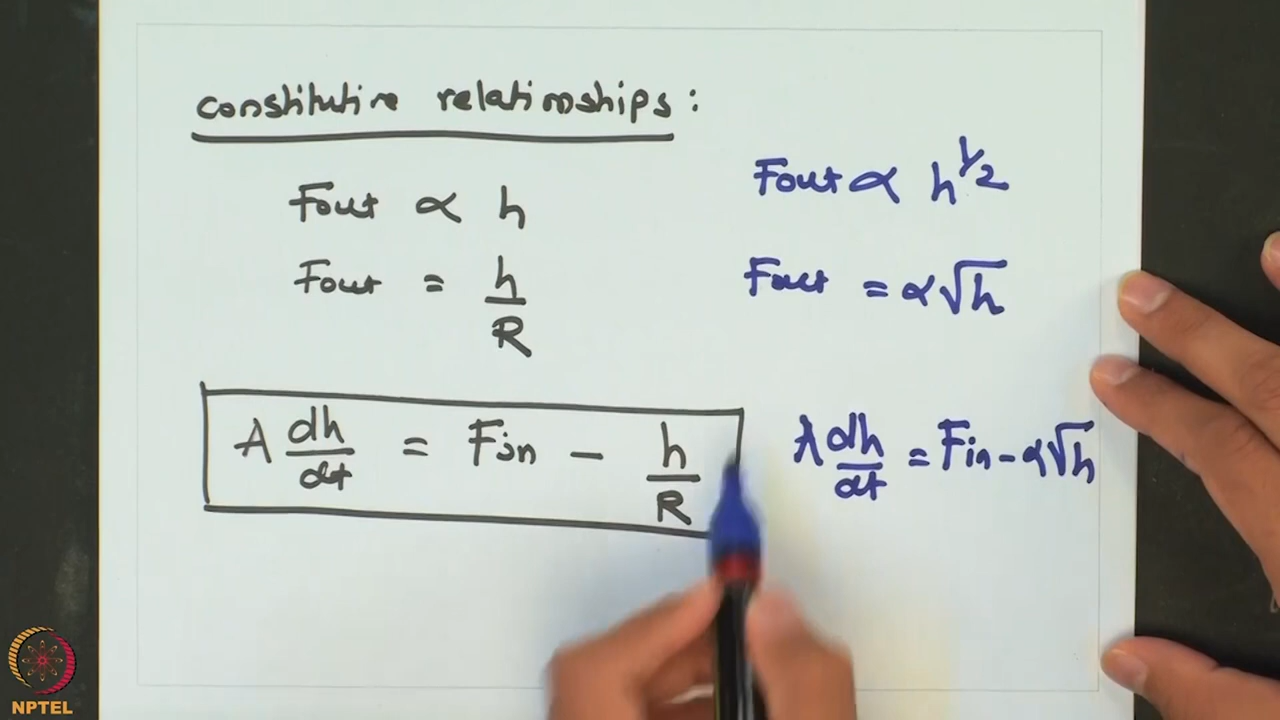 constitutive relationships :
Fout ∝ h
Fout = h/R
A dh/dt = Fin - h/R
Fout ∝ h^1/2
Fout = α√h
A dh/dt = Fin - α√h
NPTEL